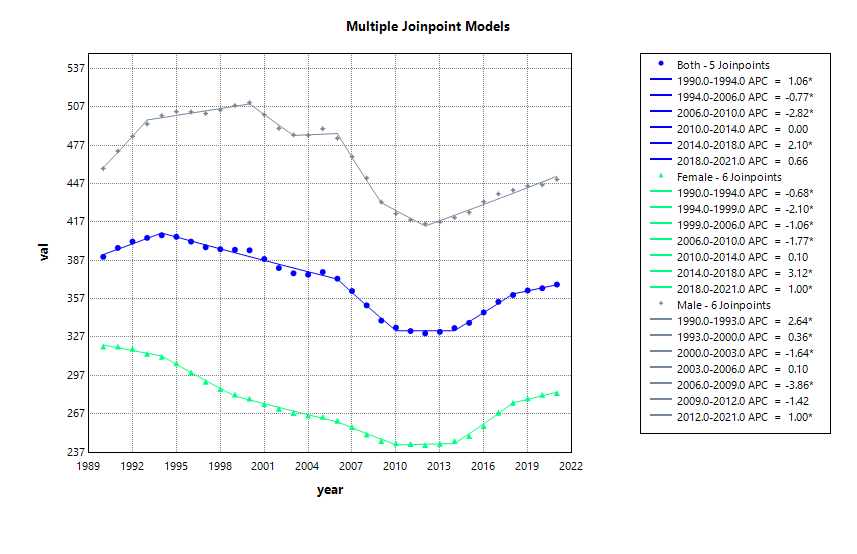 Multiple Joinpoint Models
537
507
477
447
417
387
357
327
297
267
237
val
1989
1992
1995
1998
2001
2004
2007
2010
2013
2016
2019
2022
year
Both - 5 Joinpoints
1990.0-1994.0 APC = 1.06*
1994.0-2006.0 APC = -0.77*
2006.0-2010.0 APC = -2.82*
2010.0-2014.0 APC = 0.00
2014.0-2018.0 APC = 2.10*
2018.0-2021.0 APC = 0.66
Female - 6 Joinpoints
1990.0-1994.0 APC = -0.68*
1994.0-1999.0 APC = -2.10*
1999.0-2006.0 APC = -1.06*
2006.0-2010.0 APC = -1.77*
2010.0-2014.0 APC = 0.10
2014.0-2018.0 APC = 3.12*
2018.0-2021.0 APC = 1.00*
Male - 6 Joinpoints
1990.0-1993.0 APC = 2.64*
1993.0-2000.0 APC = 0.36*
2000.0-2003.0 APC = -1.64*
2003.0-2006.0 APC = 0.10
2006.0-2009.0 APC = -3.86*
2009.0-2012.0 APC = -1.42
2012.0-2021.0 APC = 1.00*